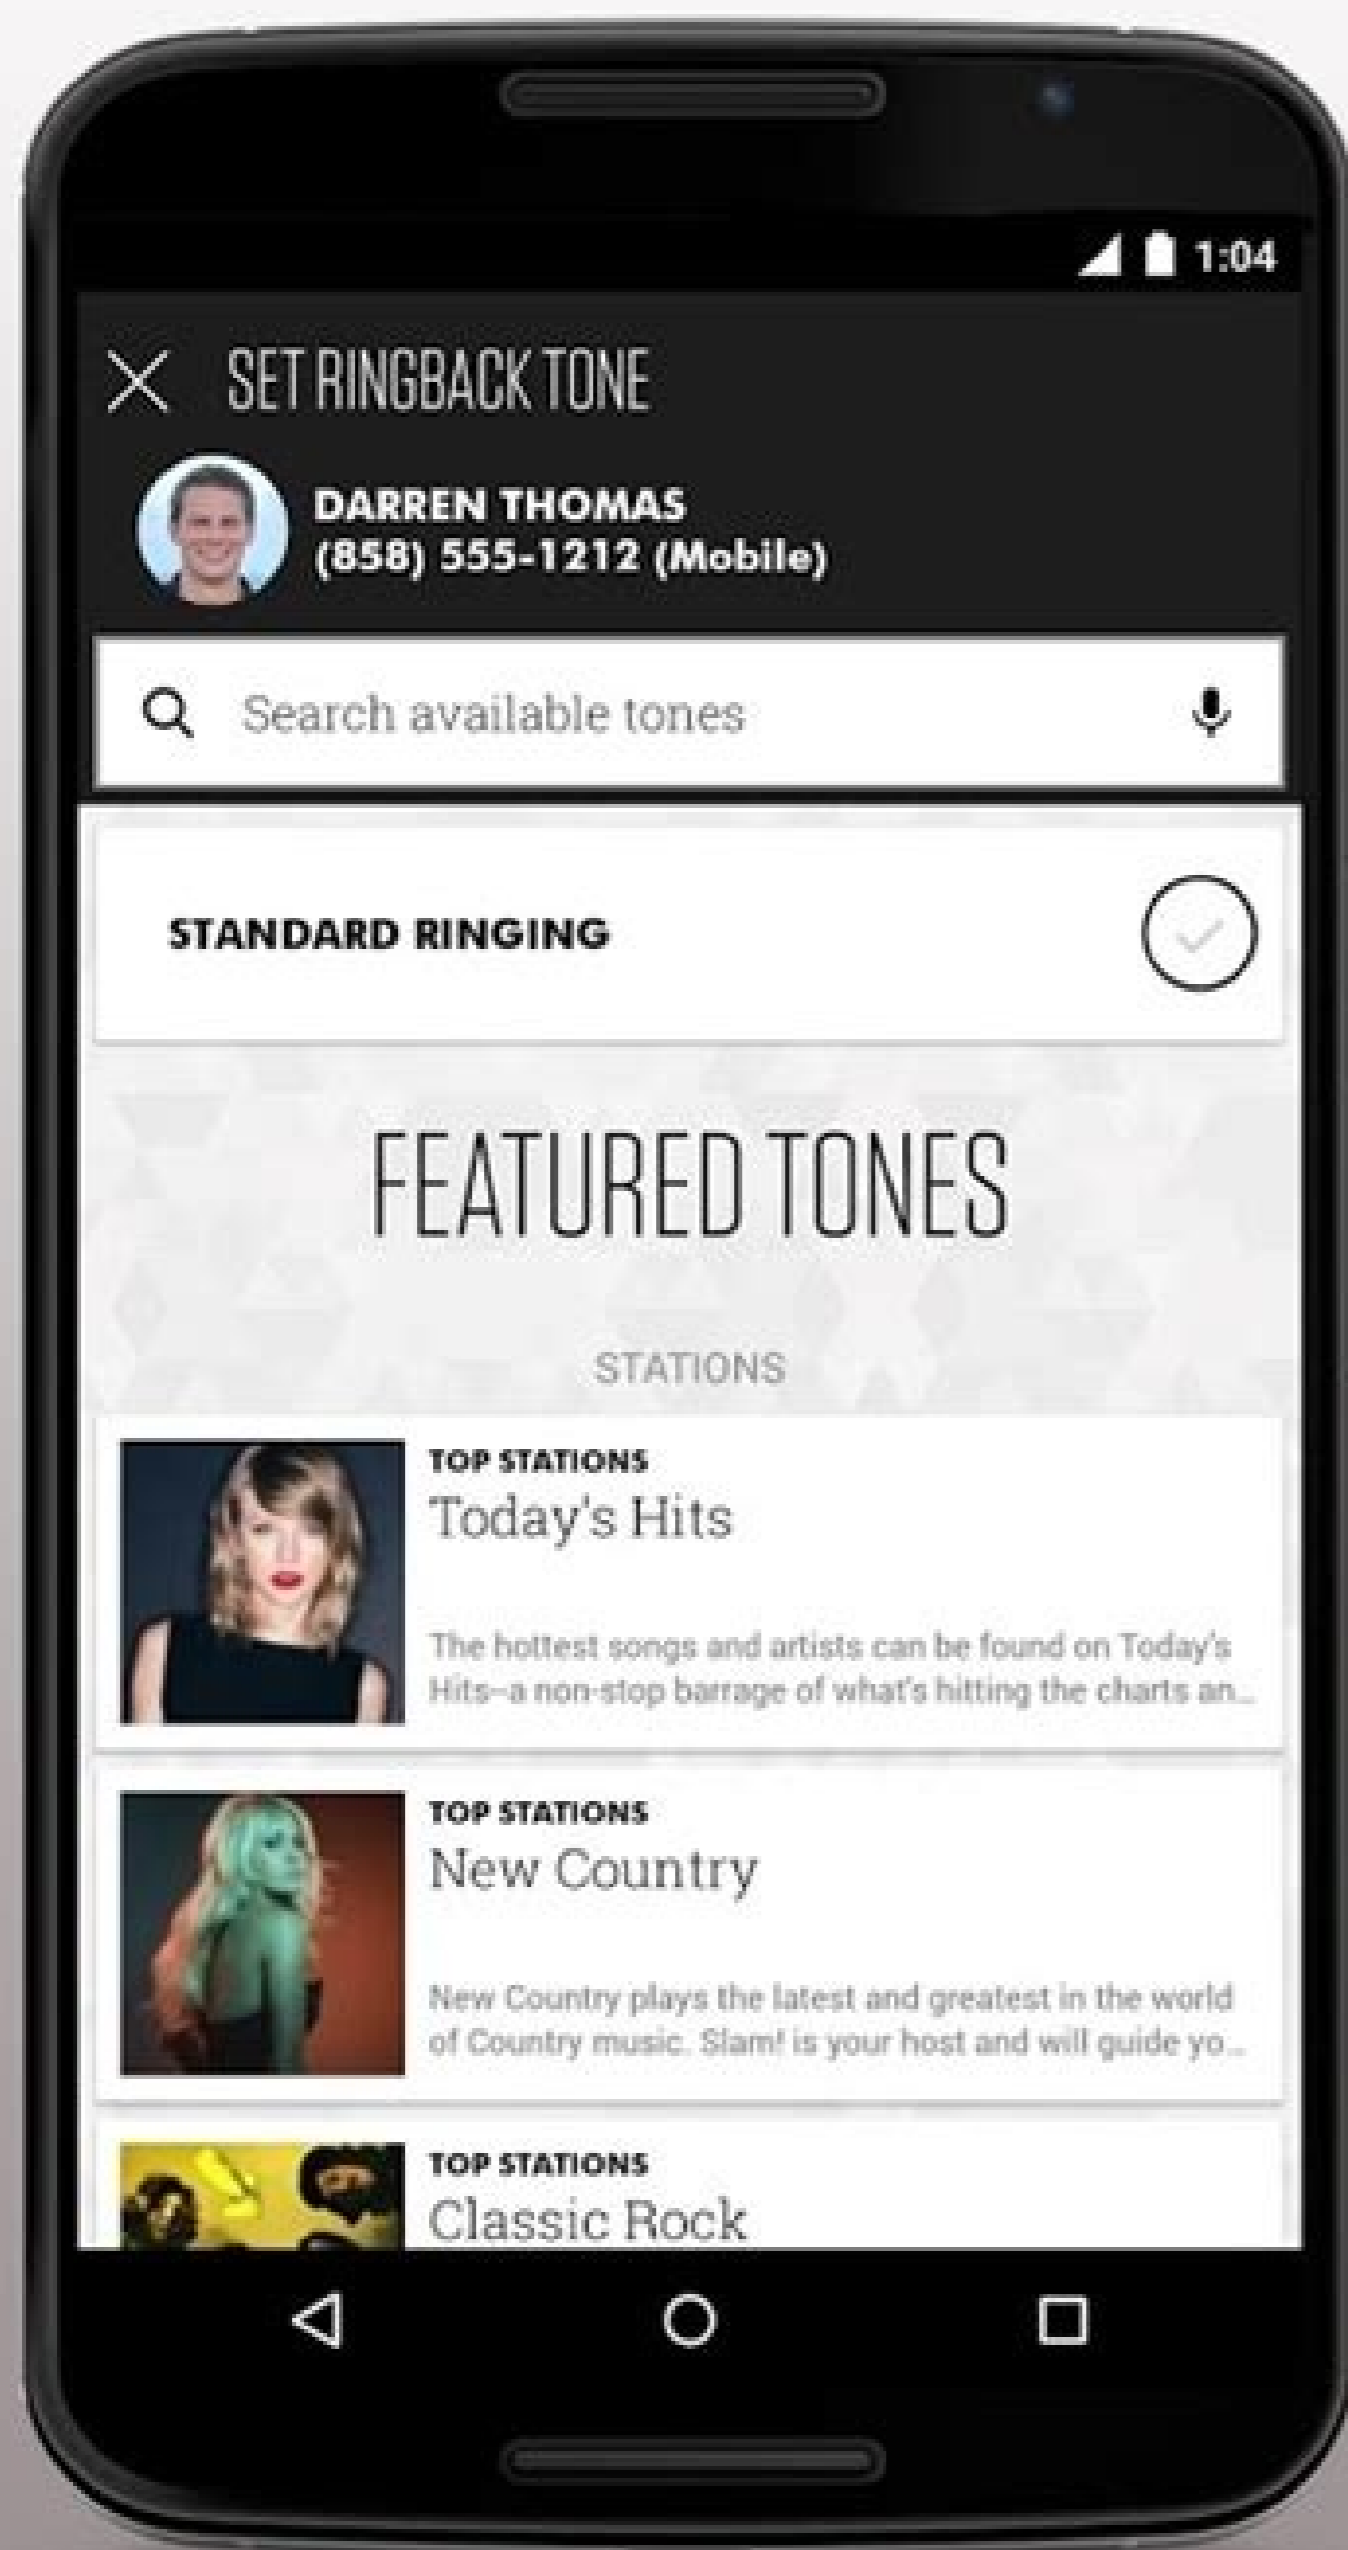 1:04
SET RINGBACK TONE
DARREN THOMAS
(858) 555-1212 (Mobile)
Search available tones
STANDARD RINGING
FEATURED TONES
STATIONS
TOP STATIONS
Today's Hits
The hottest songs and artists can be found on Today's
Hits–a non-stop barrage of what's hitting the charts an...
TOP STATIONS
New Country
New Country plays the latest and greatest in the world
of Country music. Slam! is your host and will guide yo...
TOP STATIONS
Classic Rock